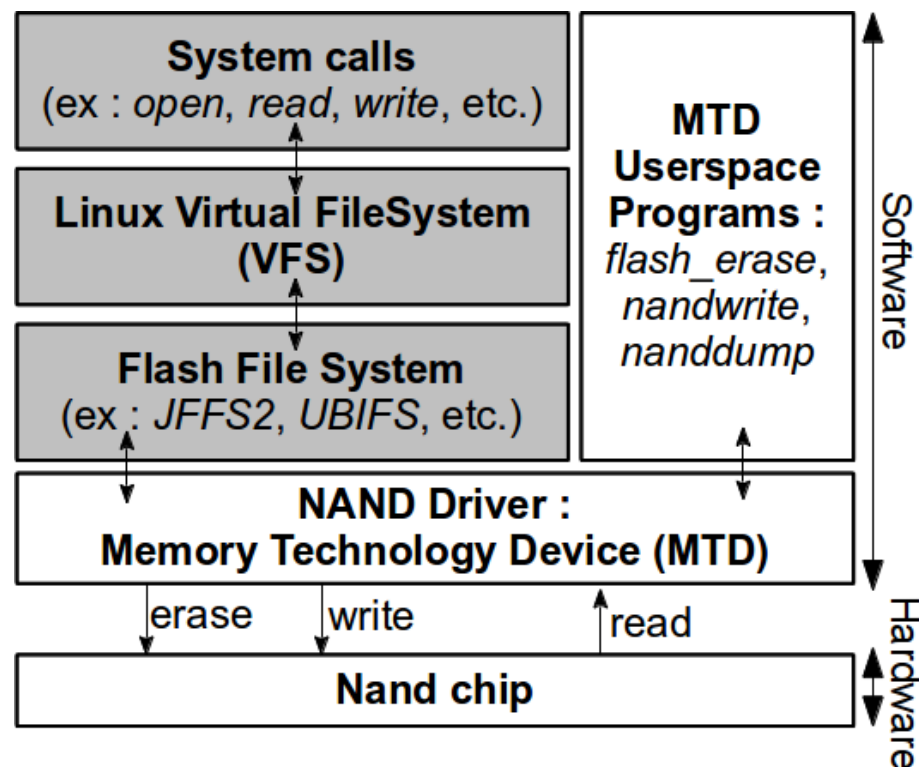 System calls
(ex : open, read, write, etc.)
Linux Virtual FileSystem
(VFS)
Flash File System
(ex : JFFS2, UBIFS, etc.)
MTD
Userspace
Programs :
flash_erase,
nandwrite,
nanddump
NAND Driver :
Memory Technology Device (MTD)
erase
write
read
Nand chip
Software
Hardware